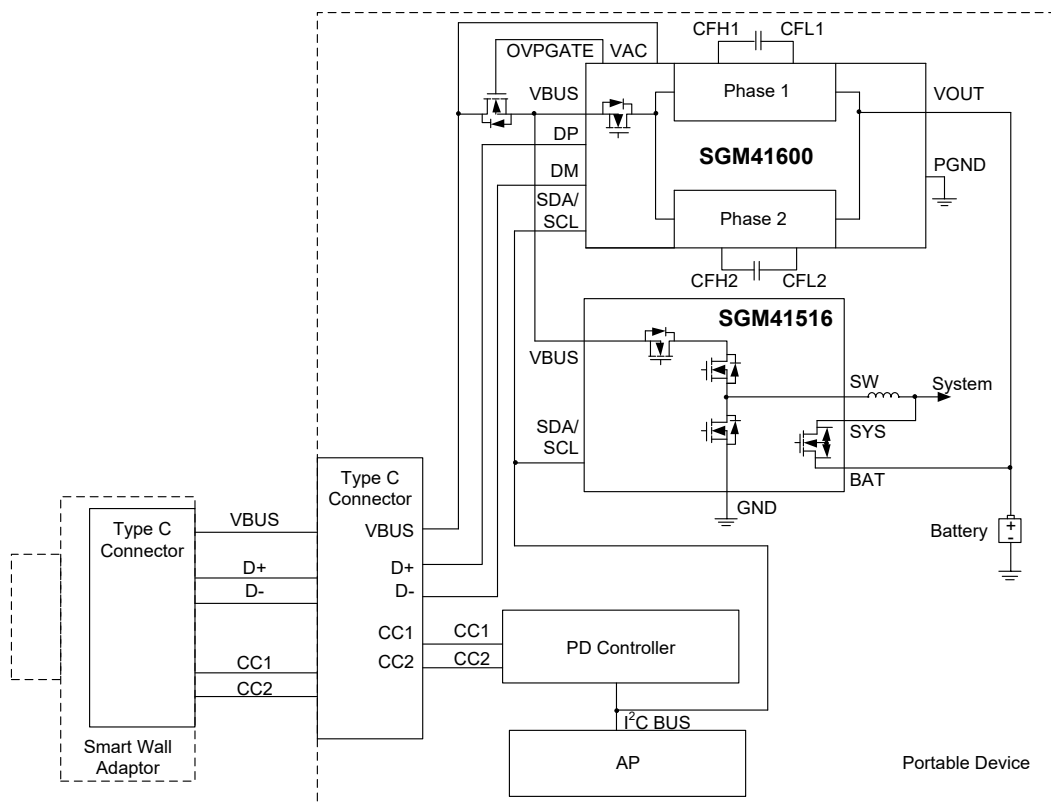 CFH1
CFL1
OVPGATE
VAC
VBUS
Phase 1
VOUT
DP
SGM41600
DM
PGND
SDA/
SCL
Phase 2
CFH2
CFL2
SGM41516
VBUS
SW
System
SDA/
SCL
SYS
BAT
GND
Battery
+
-
Type C
Connector
VBUS
D+
D-
CC1
CC2
Type C
Connector
VBUS
D+
D-
CC1
CC2
CC1
CC2
PD Controller
I²C BUS
AP
Smart Wall
Adaptor
Portable Device